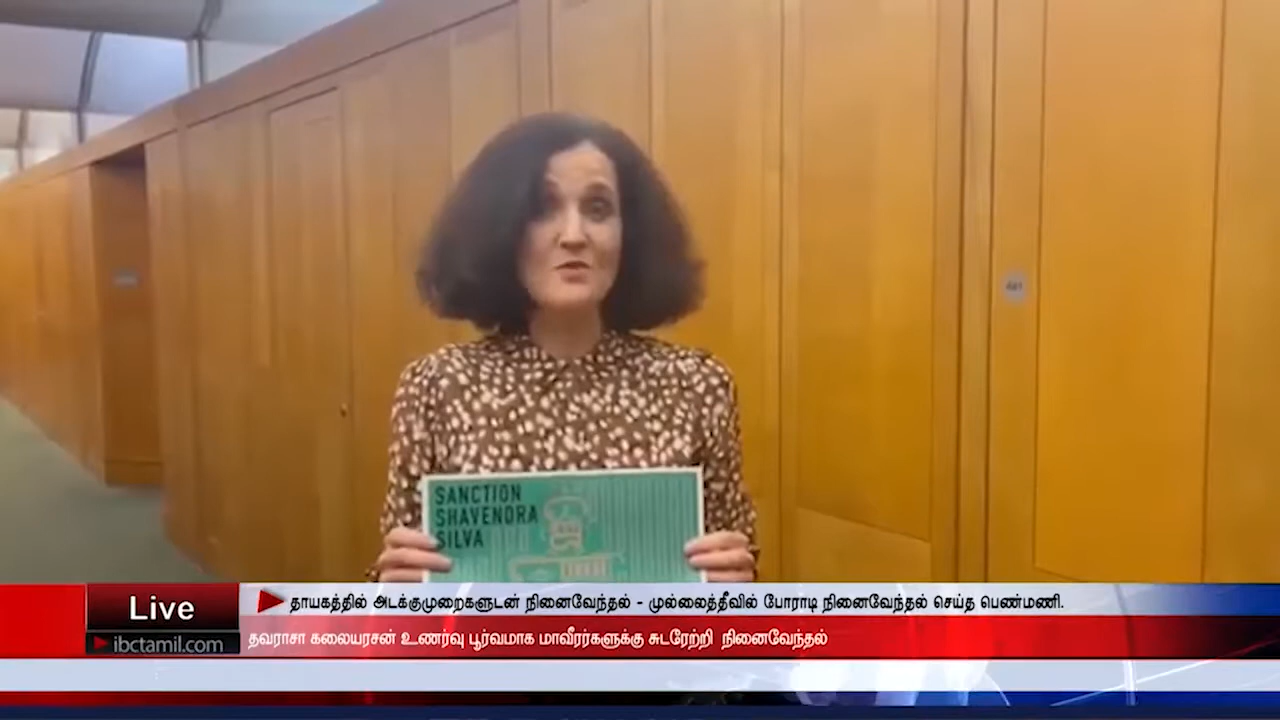 SANCTION
SHAVENDRA
SILVA
Live
தாயகத்தில் அடக்குமுறைகளுடன் நினைவேந்தல் - முல்லைத்தீவில் போராடி நினைவேந்தல் செய்த பெண்மணி.
ibctamil.com
தவராசா கலையரசன் உணர்வு பூர்வமாக மாவீரர்களுக்கு சுடரேற்றி நினைவேந்தல்